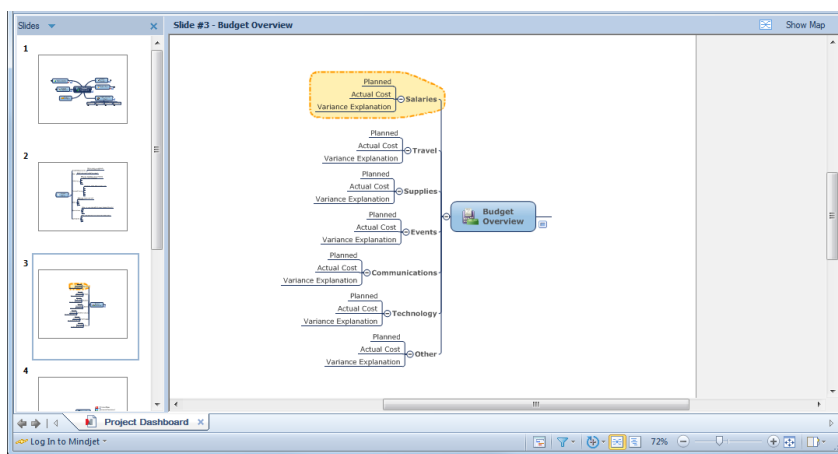 Slides
Slide #3 - Budget Overview
Show Map
1
2
3
4
Planned
Actual Cost
Variance Explanation
Salaries
Planned
Actual Cost
Variance Explanation
Travel
Planned
Actual Cost
Variance Explanation
Supplies
Planned
Actual Cost
Variance Explanation
Events
Planned
Actual Cost
Variance Explanation
Communications
Planned
Actual Cost
Variance Explanation
Technology
Planned
Actual Cost
Variance Explanation
Other
Budget
Overview
Project Dashboard
Log In to Mindjet
72%